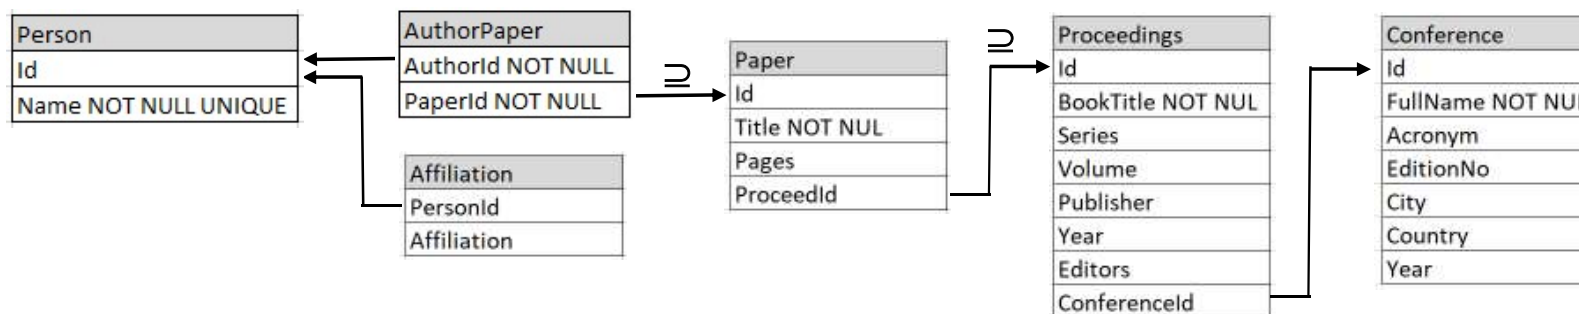 Person
Id
Name NOT NULL UNIQUE
AuthorPaper
AuthorId NOT NULL
PaperId NOT NULL
Affiliation
PersonId
Affiliation
⊇
Paper
Id
Title NOT NUL
Pages
ProceedId
⊇
Proceedings
Id
BookTitle NOT NUL
Series
Volume
Publisher
Year
Editors
ConferenceId
Conference
Id
FullName NOT NUL
Acronym
EditionNo
City
Country
Year